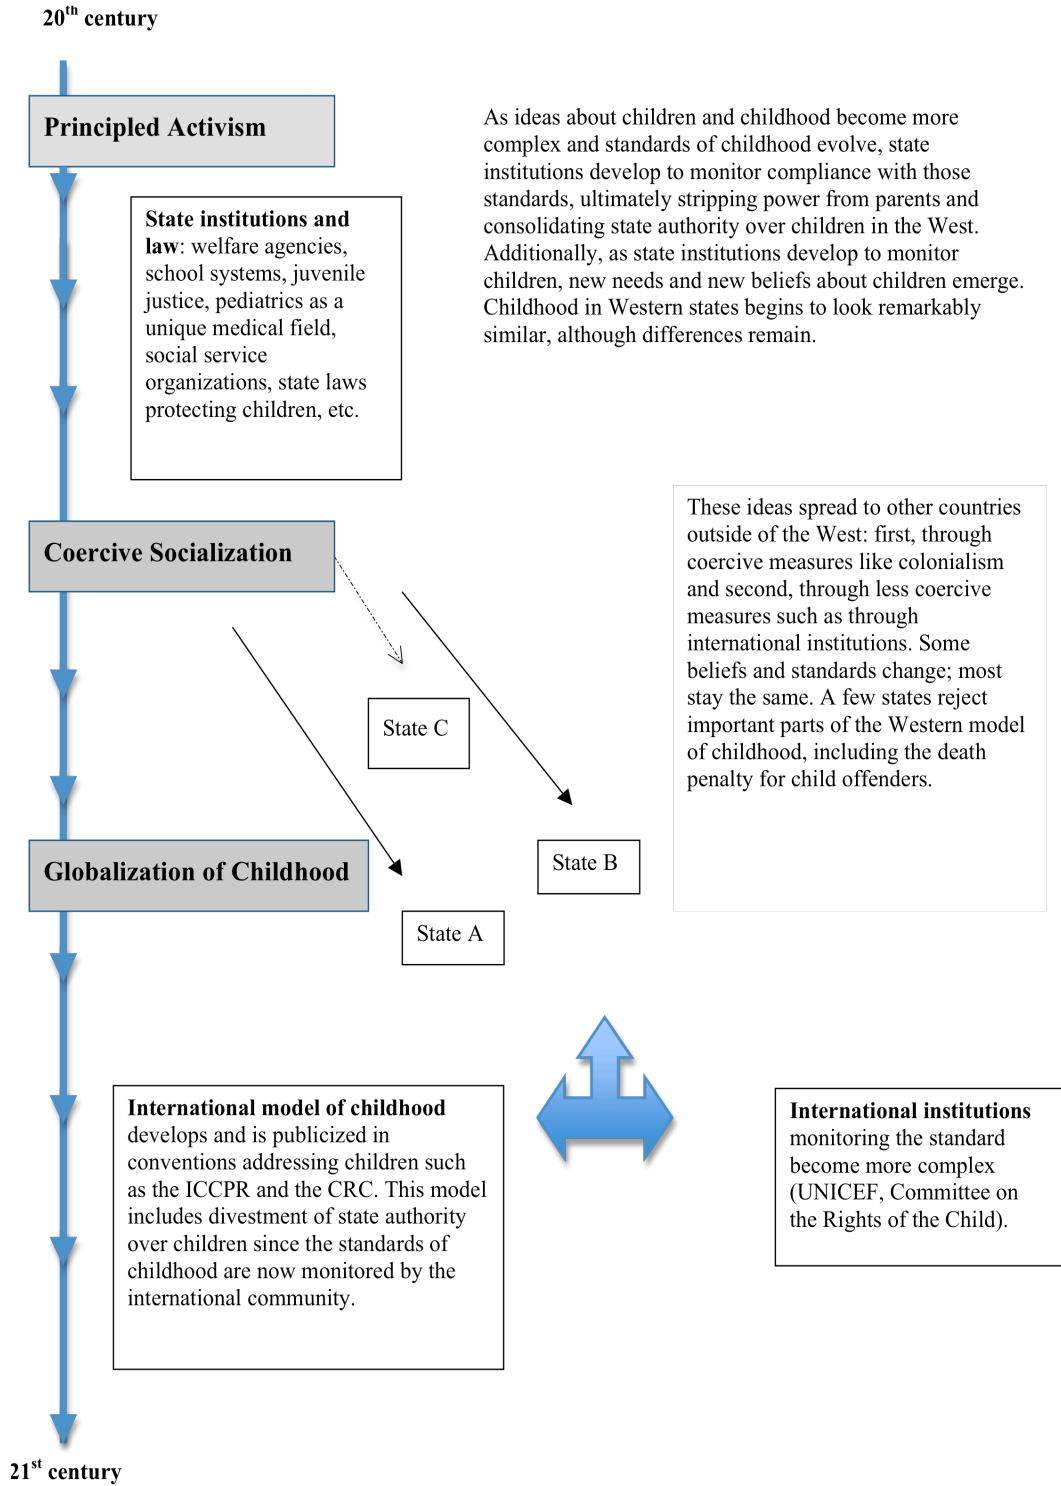 20th century
Principled Activism
As ideas about children and childhood become more
complex and standards of childhood evolve, state
institutions develop to monitor compliance with those
standards, ultimately stripping power from parents and
consolidating state authority over children in the West.
Additionally, as state institutions develop to monitor
children, new needs and new beliefs about children emerge.
Childhood in Western states begins to look remarkably
similar, although differences remain.
State institutions and
law: welfare agencies,
school systems, juvenile
justice, pediatrics as a
unique medical field,
social service
organizations, state laws
protecting children, etc.
Coercive Socialization
These ideas spread to other countries
outside of the West: first, through
coercive measures like colonialism
and second, through less coercive
measures such as through
international institutions. Some
beliefs and standards change; most
stay the same. A few states reject
important parts of the Western model
of childhood, including the death
penalty for child offenders.
State C
State B
Globalization of Childhood
State A
International model of childhood
develops and is publicized in
conventions addressing children such
as the ICCPR and the CRC. This model
includes divestment of state authority
over children since the standards of
childhood are now monitored by the
international community.
International institutions
monitoring the standard
become more complex
(UNICEF, Committee on
the Rights of the Child).
21st century